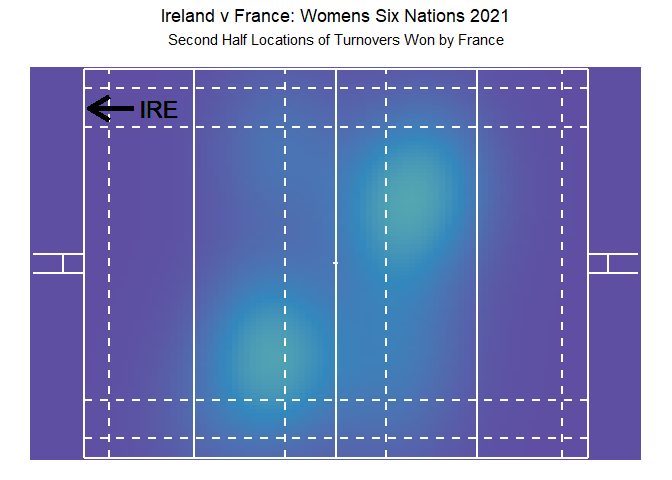 Ireland v France: Womens Six Nations 2021
Second Half Locations of Turnovers Won by France
IRE